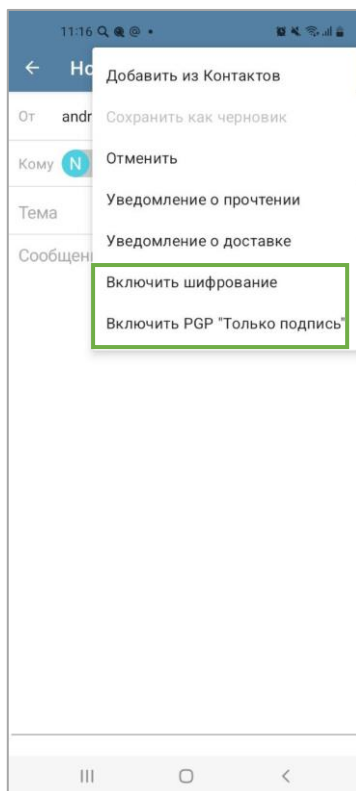 11:16
Но
Добавить из Контактов
От andr
Сохранить как черновик
Отменить
Кому N
Уведомление о прочтении
Тема
Уведомление о доставке
Сообщен
Включить шифрование
Включить PGP "Только подпись"